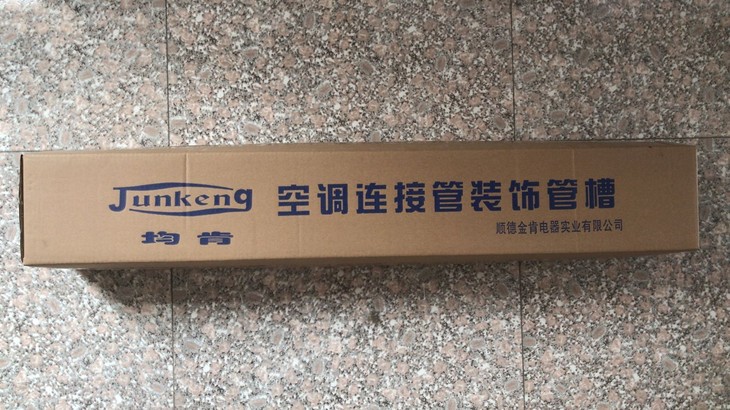 Junkeng
均肯
空调连接管装饰管槽
顺德金肯电器实业有限公司